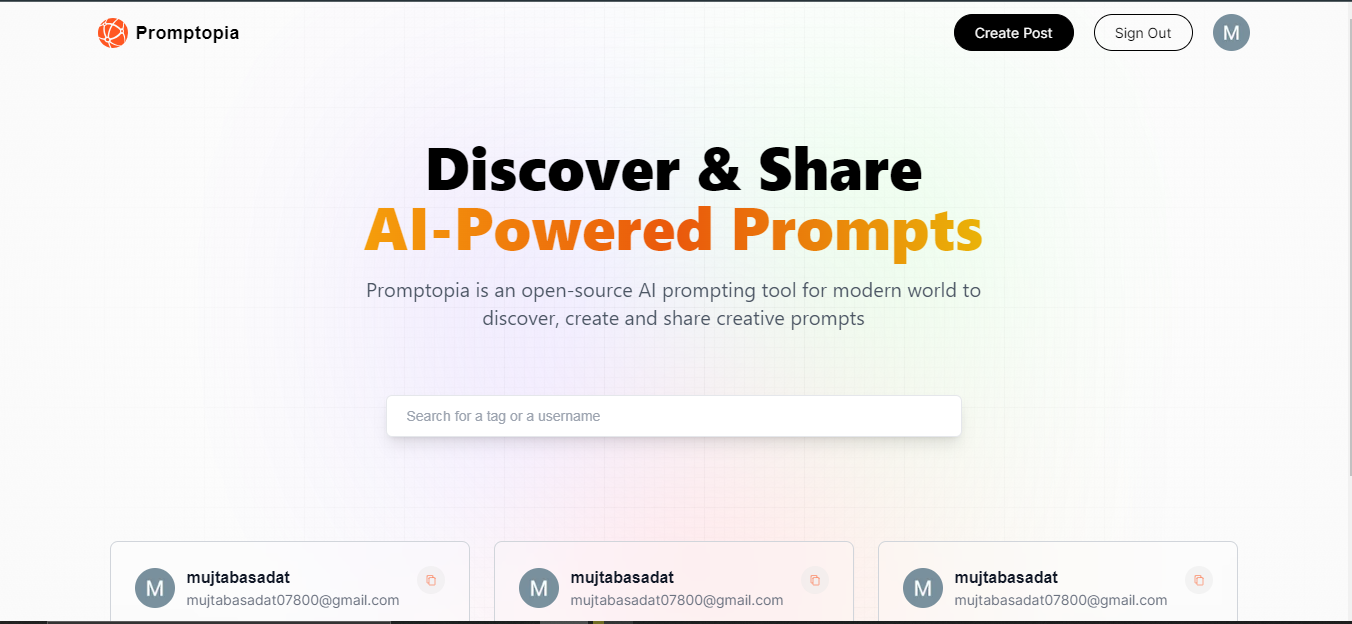 Promptopia
Create Post
Sign Out
M
Discover & Share
AI-Powered Prompts
Promptopia is an open-source AI prompting tool for modern world to
discover, create and share creative prompts
Search for a tag or a username
M
mujtabasadat
mujtabasadat07800@gmail.com
M
mujtabasadat
mujtabasadat07800@gmail.com
M
mujtabasadat
mujtabasadat07800@gmail.com